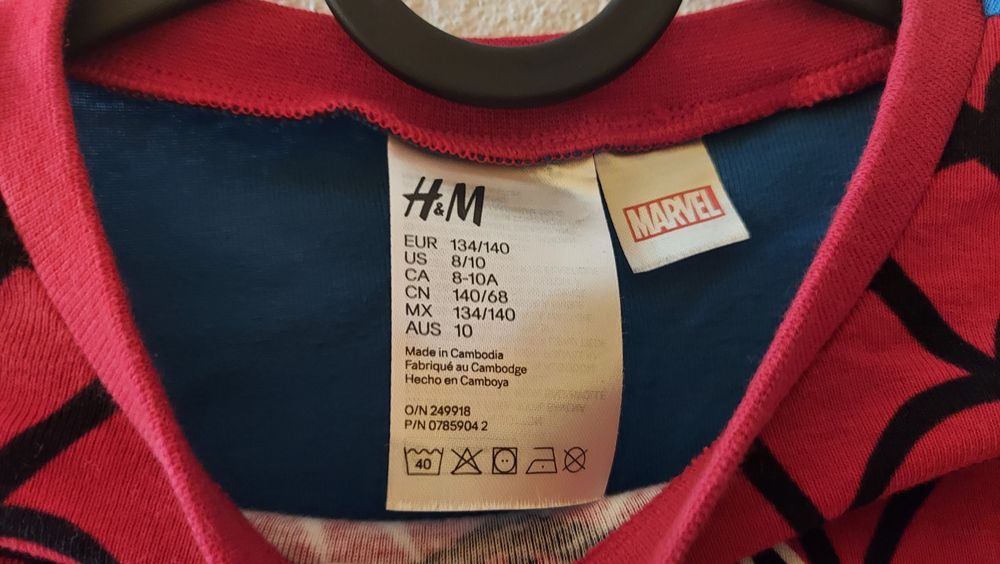 H&M
EUR 134/140
US 8/10
CA 8-10A
CN 140/68
MX 134/140
AUS 10
Made in Cambodia
Fabriqué au Cambodge
Hecho en Camboya
O/N 249918
P/N 0785904 2
40
MARVEL